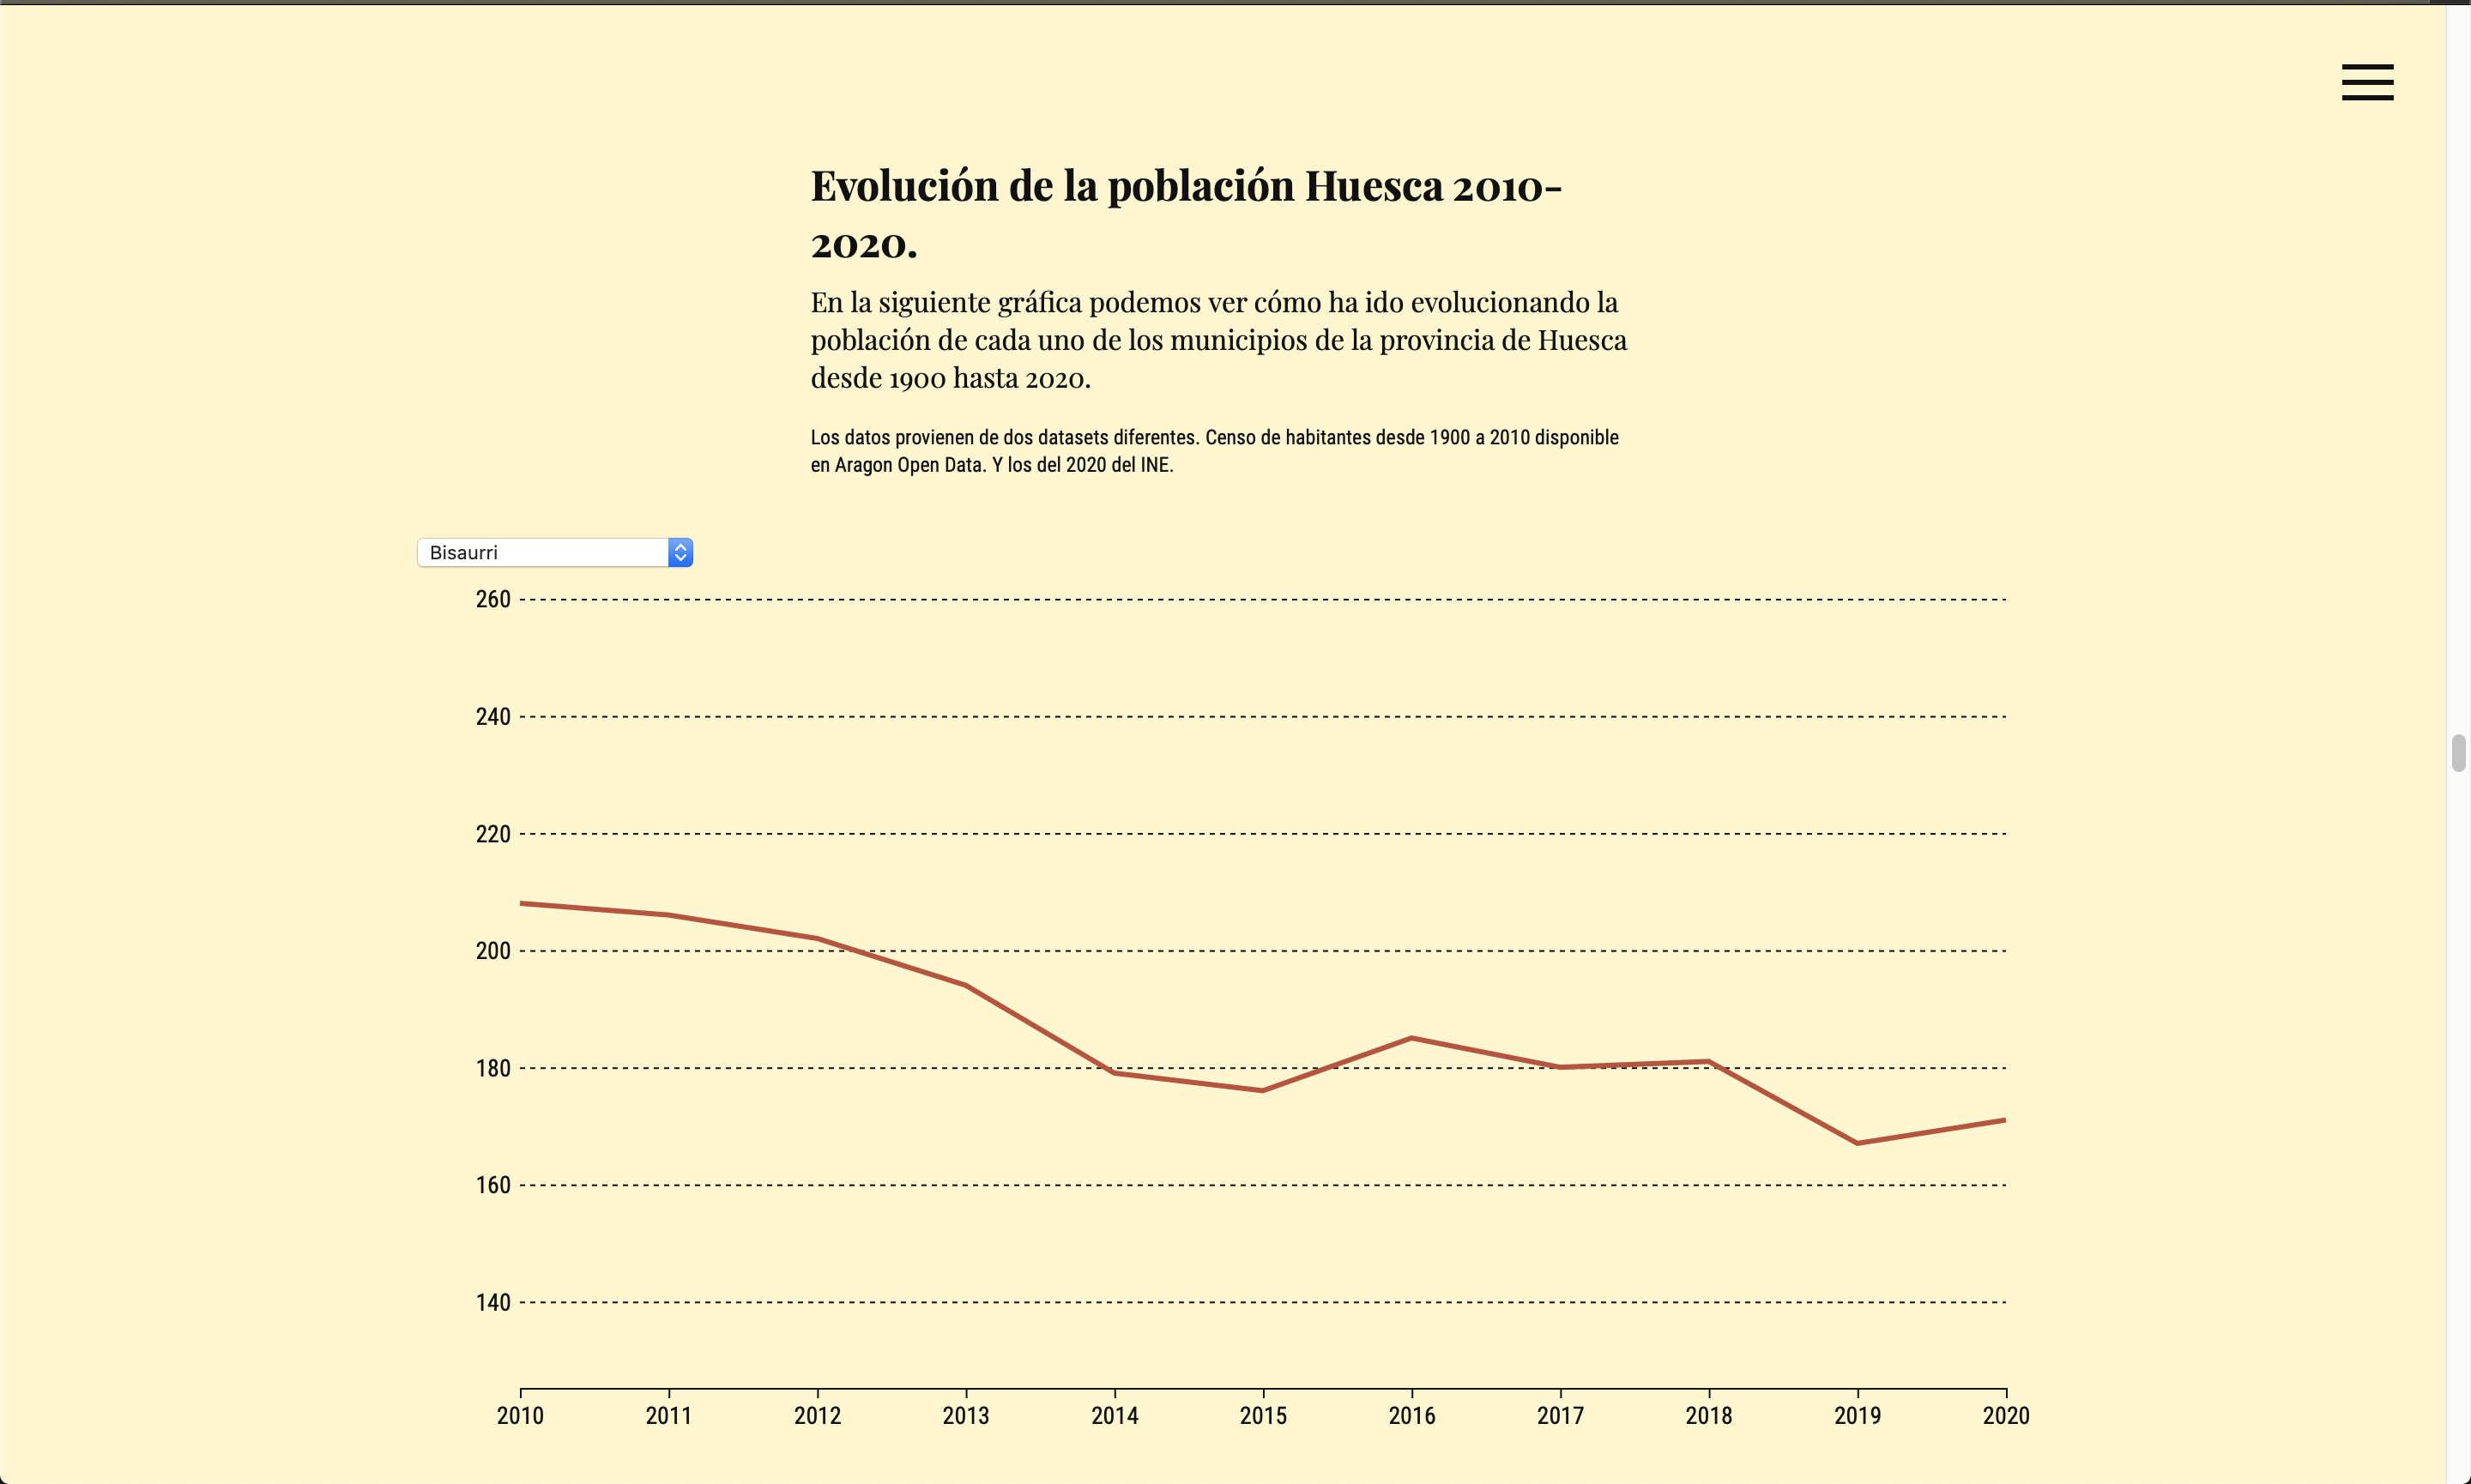 Evolución de la población Huesca 2010-
2020.
En la siguiente gráfica podemos ver cómo ha ido evolucionando la
población de cada uno de los municipios de la provincia de Huesca
desde 1900 hasta 2020.
Los datos provienen de dos datasets diferentes. Censo de habitantes desde 1900 a 2010 disponible
en Aragon Open Data. Y los del 2020 del INE.
Bisaurri
260
240
220
200
180
160
140
2010 2011 2012 2013 2014 2015 2016 2017 2018 2019 2020